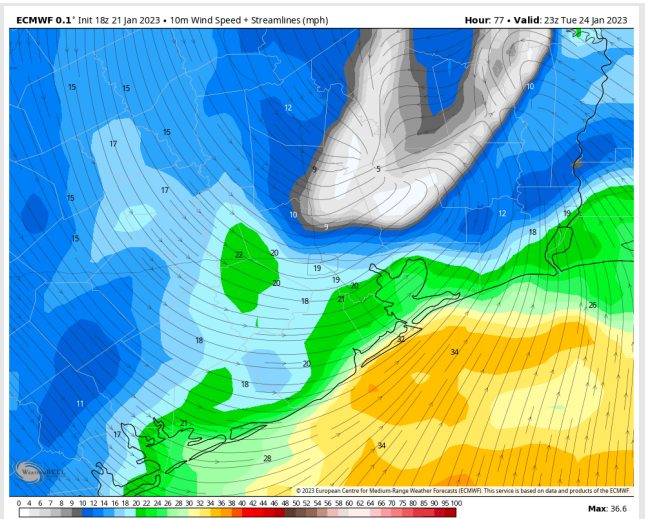 ECMWF 0.1° Init 18z 21 Jan 2023 • 10m Wind Speed + Streamlines (mph) Hour: 77 • Valid: 23z Tue 24 Jan 2023
15 15
12 10
15
17
9 5
17
15
10 12 19
9 18
15
22 20
19
20 19 20
18 21 26
18 32
34
20
18
11
21
17
34
28
WeatherBELL
© 2023 European Centre for Medium-Range Weather Forecasts (ECMWF). This service is based on data and products of the ECMWF.
0 4 6 7 8 9 10 12 14 16 18 20 22 24 26 28 30 32 34 36 38 40 42 44 46 48 50 52 54 56 58 60 62 64 66 70 75 80 85 90 95 100 Max: 36.6